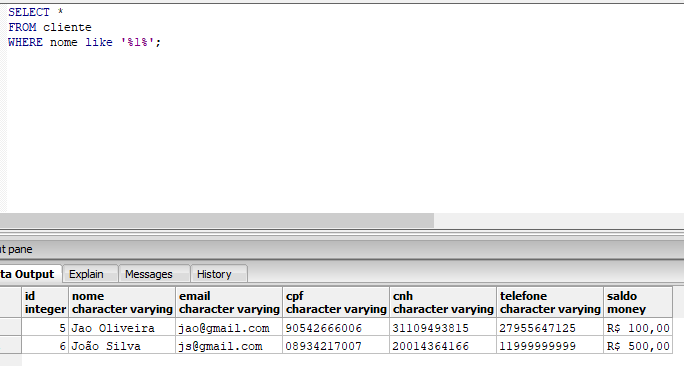 SELECT *
FROM cliente
WHERE nome like '%l%';
ut pane
ta Output Explain Messages History
id nome email cpf cnh telefone saldo
integer character varying character varying character varying character varying character varying money
5 Jao Oliveira jao@gmail.com 90542666006 31109493815 27955647125 R$ 100,00
6 João Silva js@gmail.com 08934217007 20014364166 11999999999 R$ 500,00